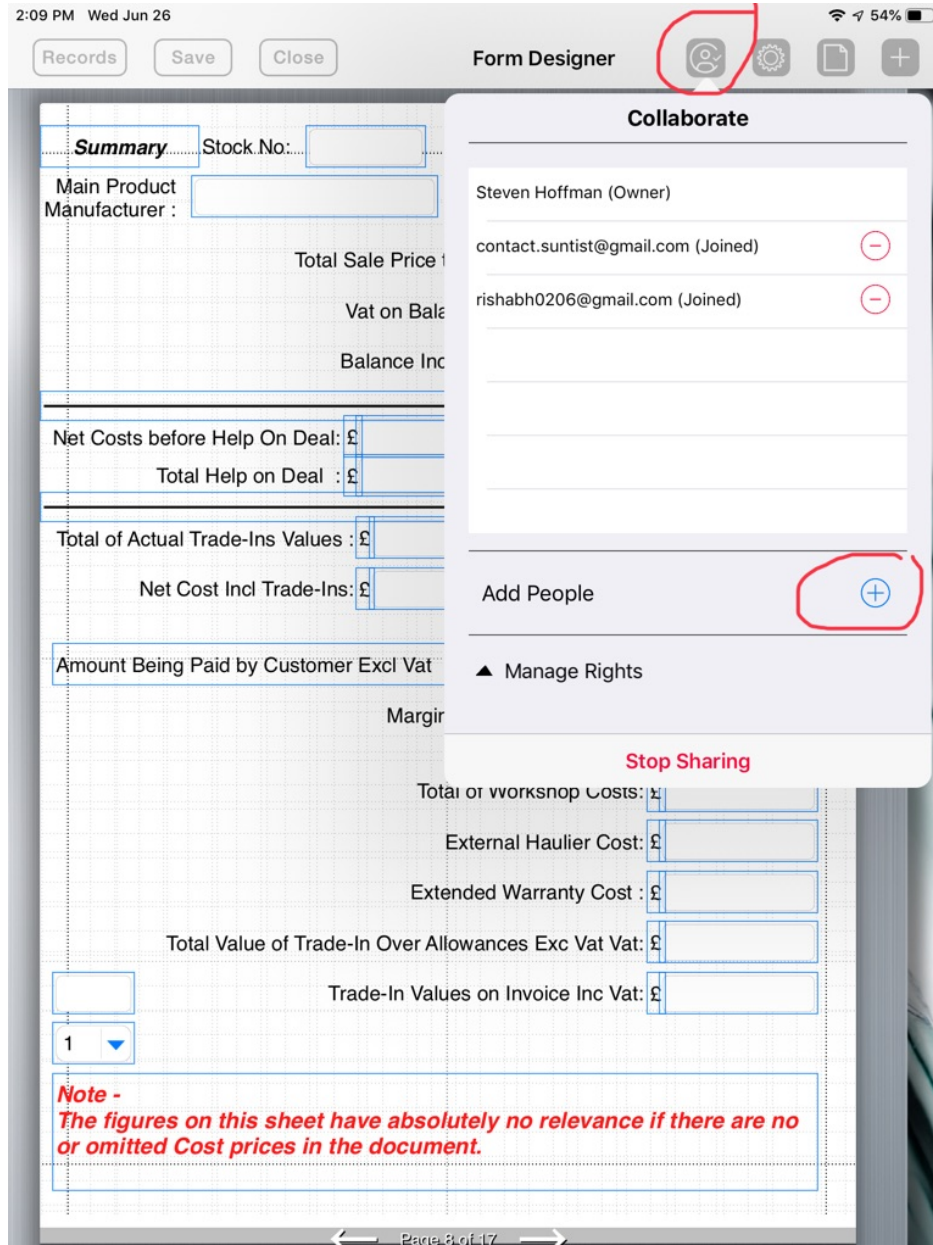 2:09 PM Wed Jun 26
54%
Records Save Close Form Designer
Collaborate
Steven Hoffman (Owner)
contact.suntist@gmail.com (Joined)
rishabh0206@gmail.com (Joined)
Add People
Manage Rights
Stop Sharing
Summary Stock No:
Main Product
Manufacturer :
Total Sale Price
Vat on
Balance
Net Costs before Help On Deal: £
Total Help on Deal : £
Total of Actual Trade-Ins Values : £
Net Cost Incl Trade-Ins: £
Amount Being Paid by Customer Excl Vat
Total of Workshop Costs: £
External Haulier Cost: £
Extended Warranty Cost : £
Total Value of Trade-In Over Allowances Exc Vat Vat: £
Trade-In Values on Invoice Inc Vat: £
1
Note -
The figures on this sheet have absolutely no relevance if there are no
or omitted Cost prices in the document.
Page 8 of 17